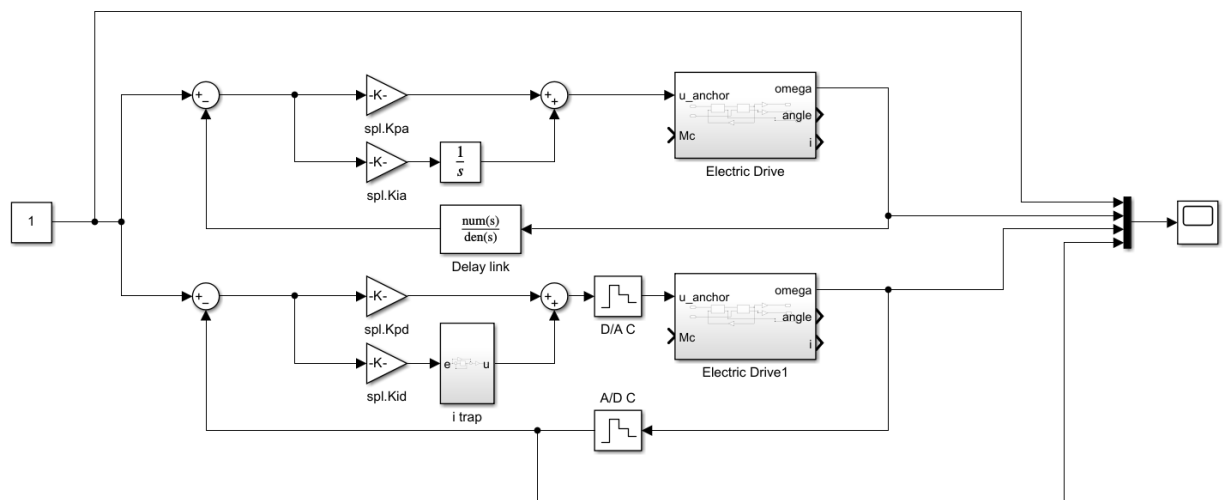 omega
-K-
u_anchor
angle
spl.Kpa
Mc
i
-K-
1
s
Electric Drive
spl.Kia
1
num(s)
den(s)
Delay link
omega
-K-
u_anchor
angle
spl.Kpd
D/A C
Mc
i
-K-
e u
Electric Drive1
spl.Kid
A/D C
i trap